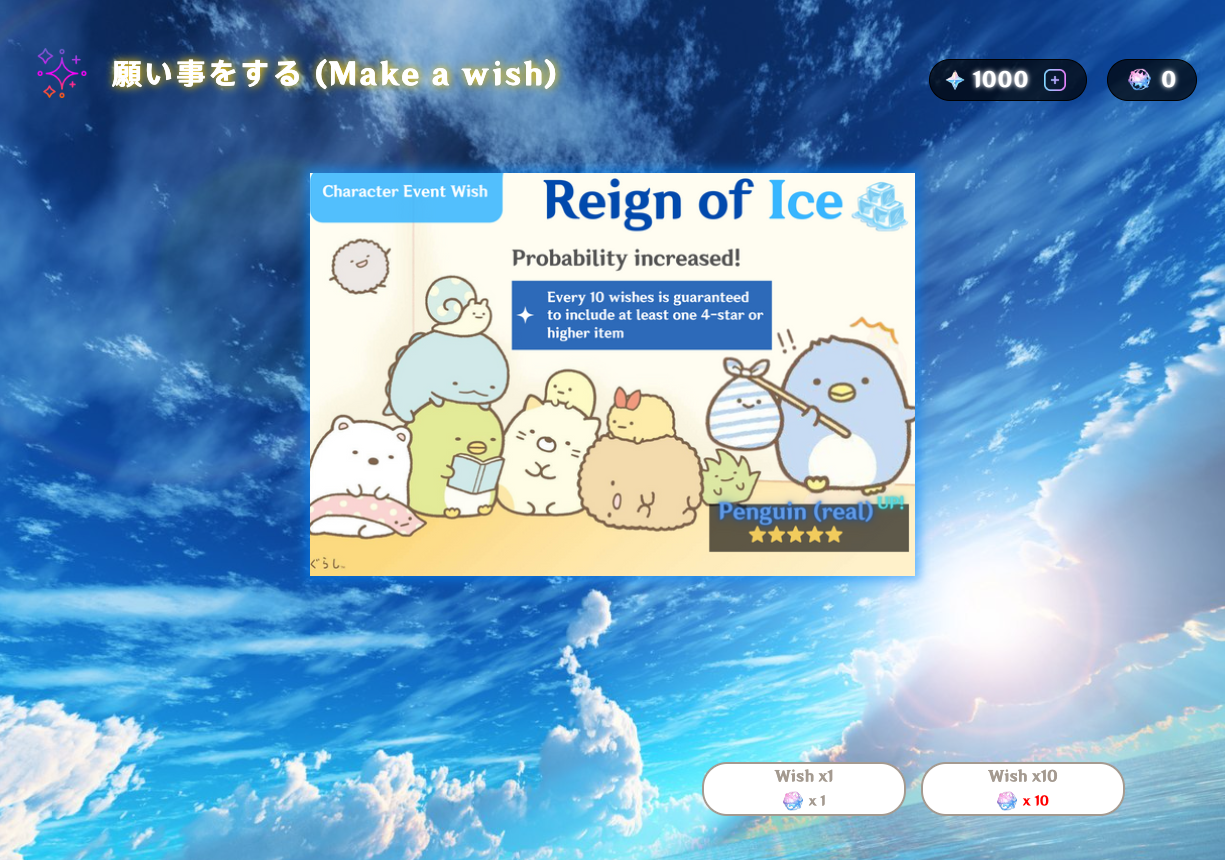 願い事をする (Make a wish)
1000
0
Character Event Wish
Reign of Ice
Probability increased!
Every 10 wishes is guaranteed
to include at least one 4-star or
higher item
!!
Penguin (real) UP!
ぐらし
Wish x1
x 1
Wish x10
x 10